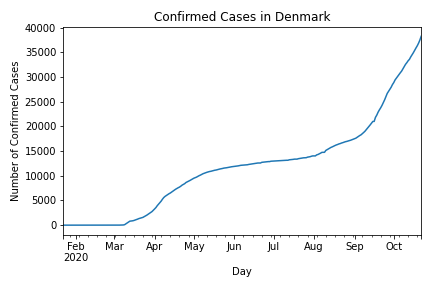 Confirmed Cases in Denmark
40000
35000
30000
25000
20000
15000
10000
5000
0
Number of Confirmed Cases
Feb Mar Apr May Jun Jul Aug Sep Oct
2020
Day